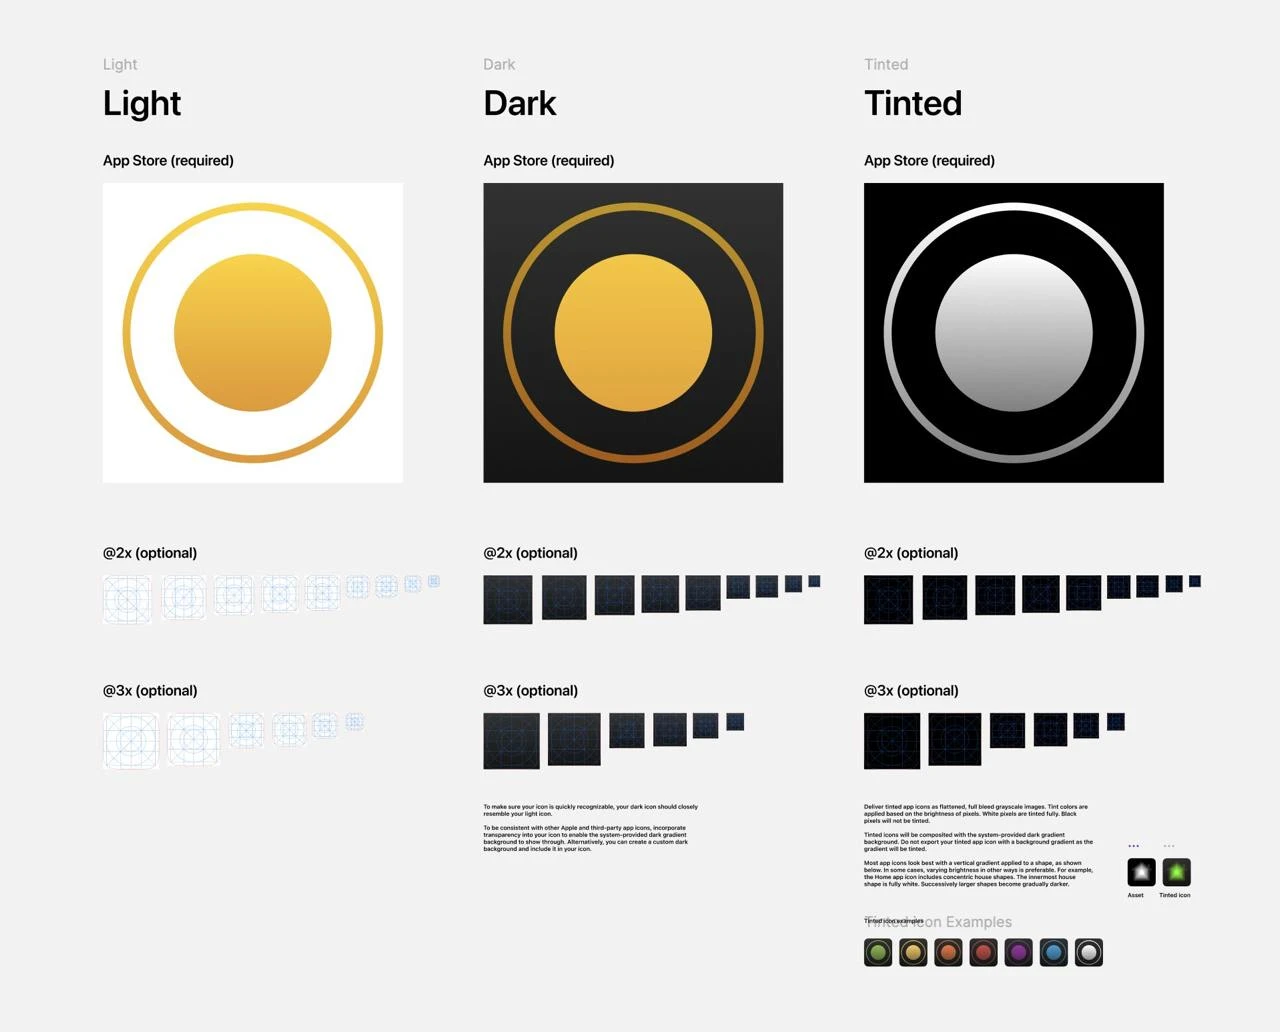 Light
Light
App Store (required)
@2x (optional)
@3x (optional)
Dark
Dark
App Store (required)
@2x (optional)
@3x (optional)
To make sure your icon is quickly recognizable, your dark icon should closely
resemble your light icon.
To be consistent with other Apple and third-party app icons, incorporate
transparency into your icon to enable the system-provided dark gradient
background to show through. Alternatively, you can create a custom dark
background and include it in your icon.
Tinted
Tinted
App Store (required)
@2x (optional)
@3x (optional)
Deliver tinted app icons as flattened, full bleed grayscale images. Tint colors are
applied based on the brightness of pixels. White pixels are tinted fully. Black
pixels will not be tinted.
Tinted icons will be composited with the system-provided dark gradient
background. Do not export your tinted app icon with a background gradient as the
gradient will be tinted.
Most app icons look best with a vertical gradient applied to a shape, as shown
below. In some cases, varying brightness in other ways is preferable. For example,
the Home app icon includes concentric house shapes. The innermost house
shape is fully white. Successively larger shapes become gradually darker.
Asset
Tinted icon
Tinted icon Examples
Tinted icon examples